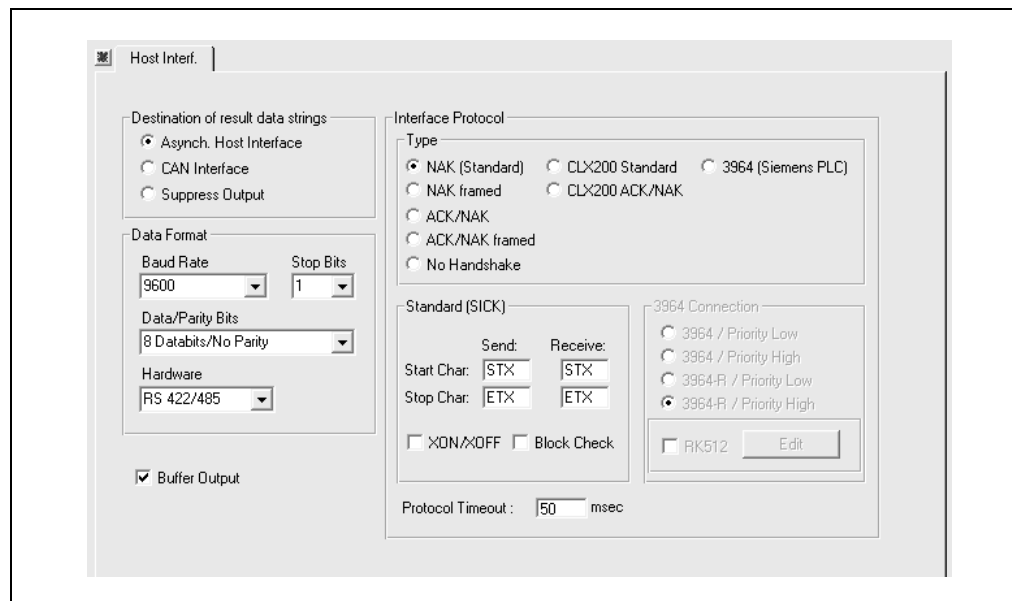 Host Interf.
Destination of result data strings
Asynch. Host Interface
CAN Interface
Suppress Output
Data Format
Baud Rate Stop Bits
9600 1
Data/Parity Bits
8 Databits/No Parity
Hardware
RS 422/485
Buffer Output
Interface Protocol
Type
NAK (Standard) CLX200 Standard 3964 (Siemens PLC)
NAK framed CLX200 ACK/NAK
ACK/NAK
ACK/NAK framed
No Handshake
Standard (SICK)
Send: Receive:
Start Char: STX STX
Stop Char: ETX ETX
XON/XOFF Block Check
3964 Connection
3964 / Priority Low
3964 / Priority High
3964-R / Priority Low
3964-R / Priority High
RK512 Edit
Protocol Timeout : 50 msec